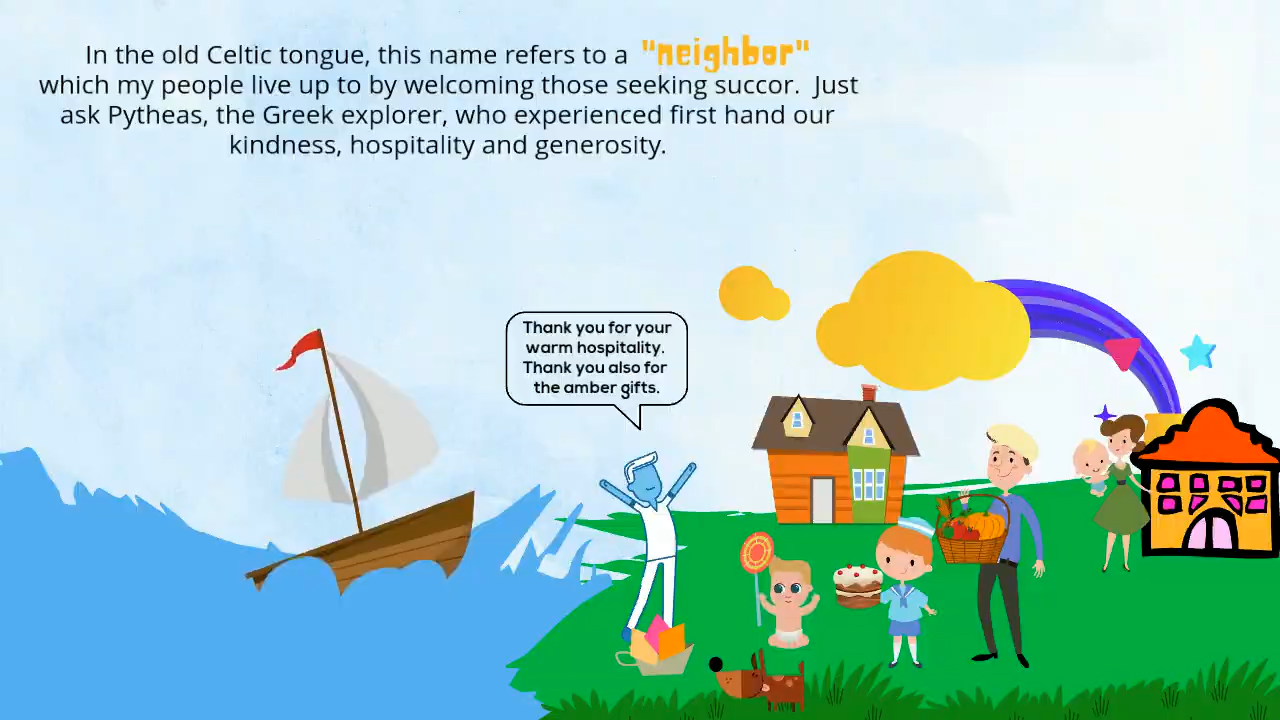 In the old Celtic tongue, this name refers to a "neighbor"
which my people live up to by welcoming those seeking succor. Just
ask Pytheas, the Greek explorer, who experienced first hand our
kindness, hospitality and generosity.
Thank you for your
warm hospitality.
Thank you also for
the amber gifts.